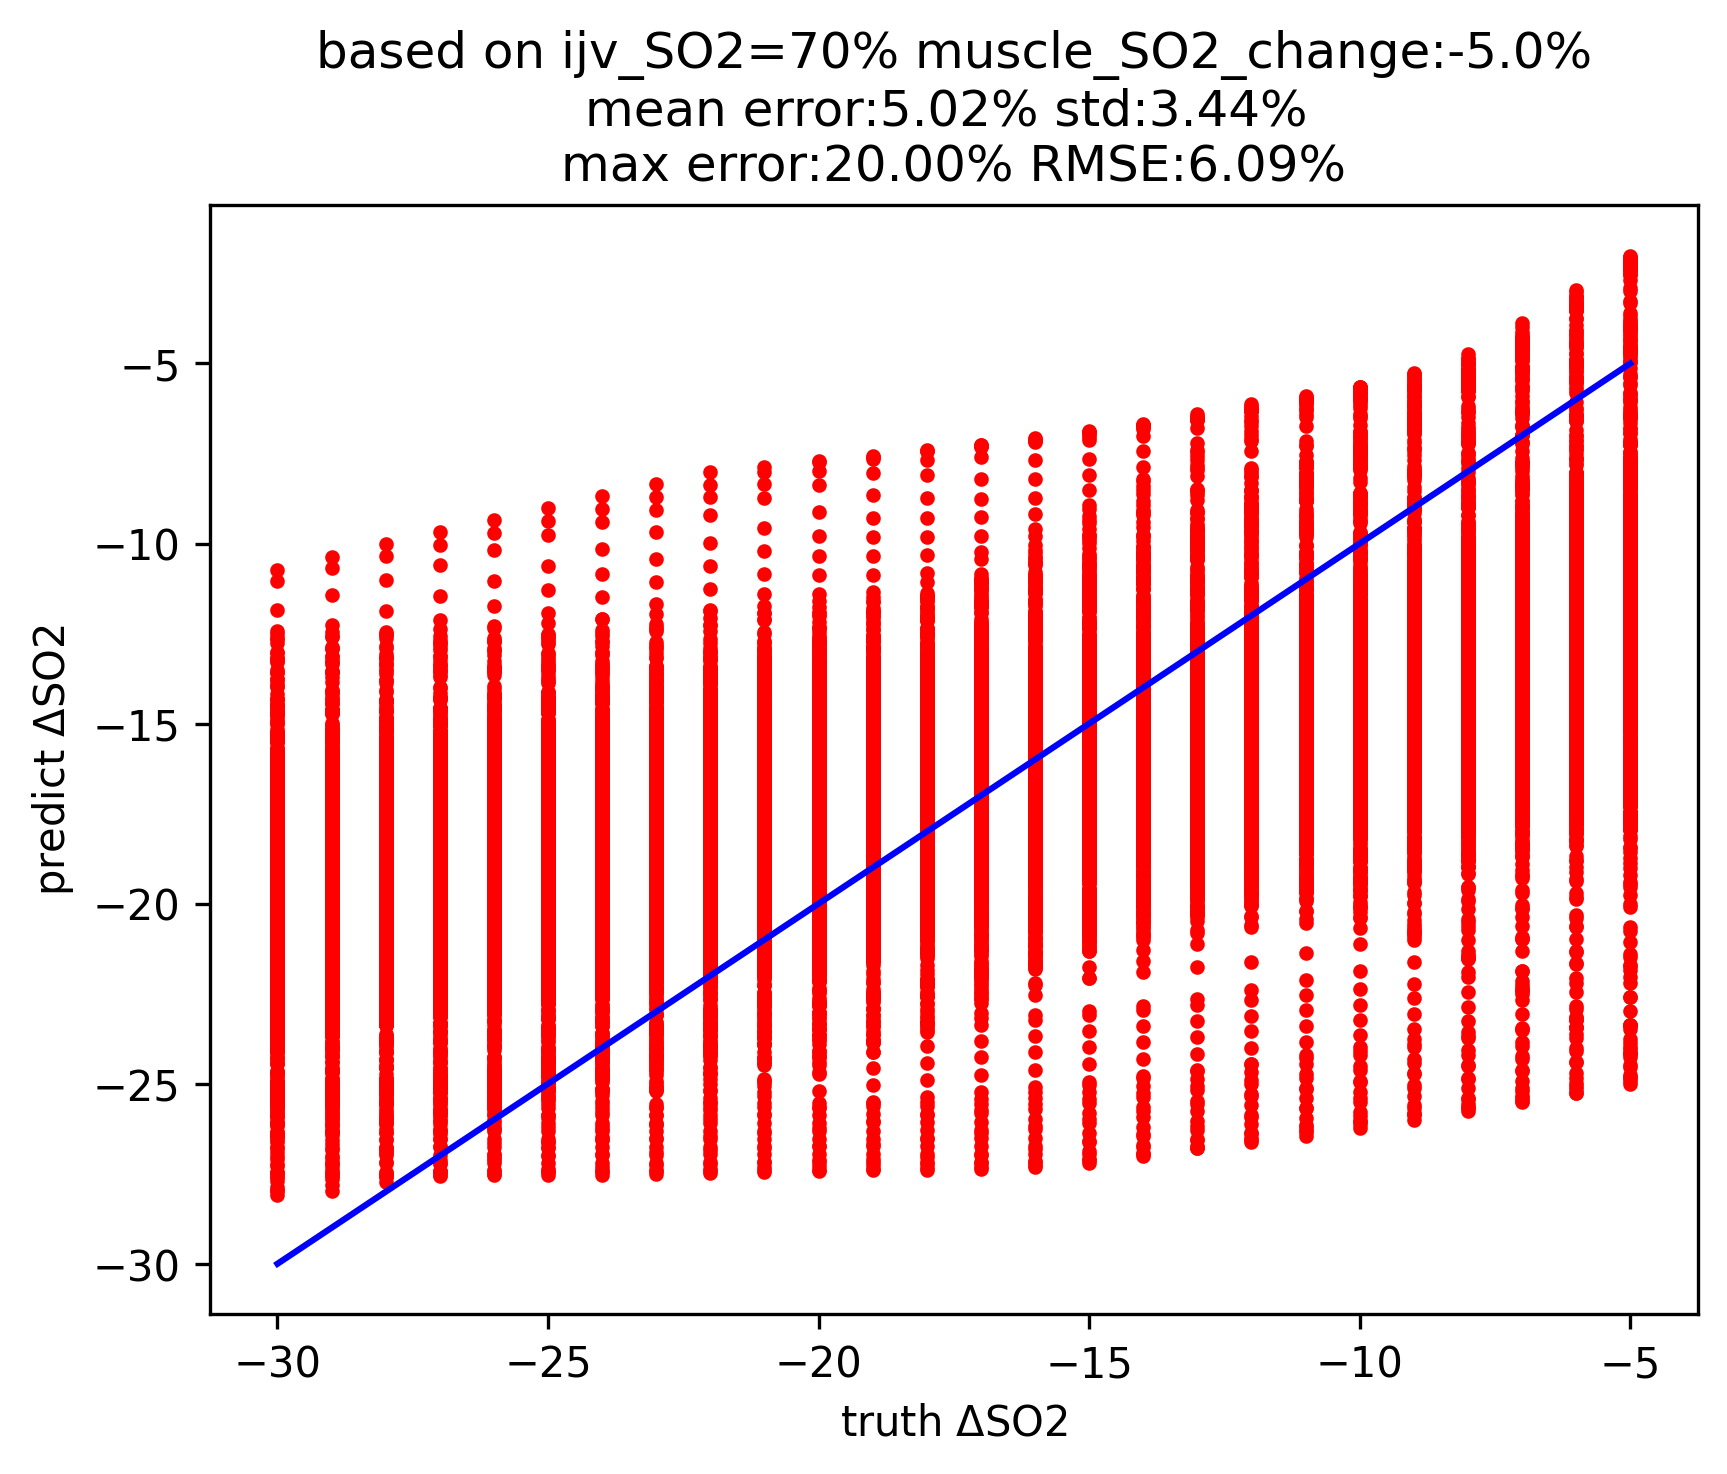 based on ijv_SO2=70% muscle_SO2_change:-5.0%
mean error:5.02% std:3.44%
max error:20.00% RMSE:6.09%
predict ΔSO2
−5
−10
−15
−20
−25
−30
−30 −25 −20 −15 −10 −5
truth ΔSO2